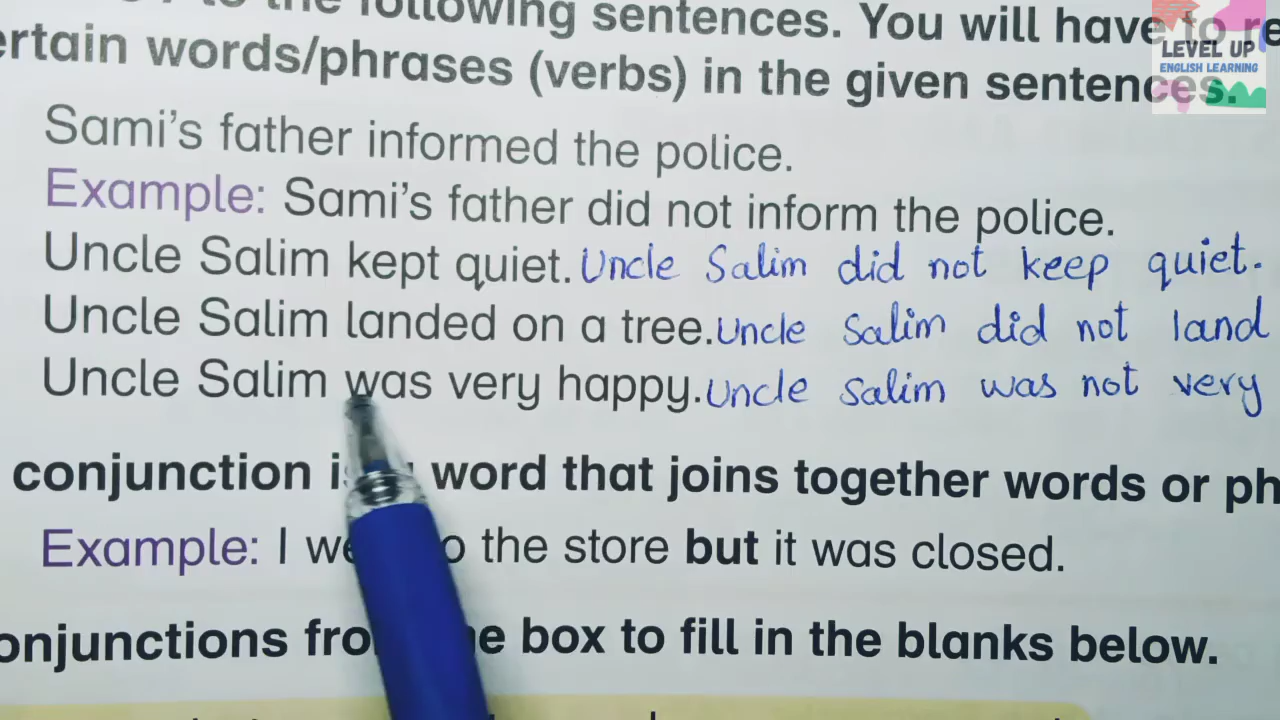 to the following sentences. You will have to re
ertain words/phrases (verbs) in the given sentences.
LEVEL UP
ENGLISH LEARNING
Sami's father informed the police.
Example: Sami's father did not inform the police.
Uncle Salim kept quiet. Uncle Salim did not keep quiet.
Uncle Salim landed on a tree. Uncle Salim did not land
Uncle Salim was very happy. Uncle Salim was not very
conjunction is word that joins together words or ph
Example: I we o the store but it was closed.
onjunctions fro e box to fill in the blanks below.